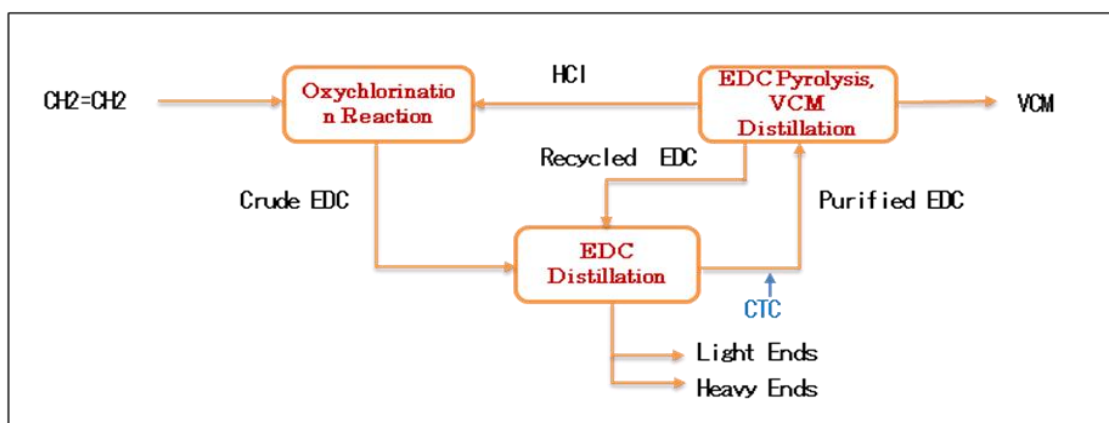 HCl
EDC Pyrolysis,
VCM
Distillation
CH2=CH2
Oxychlorinatio
n Reaction
VCM
Recycled EDC
Crude EDC
Purified EDC
EDC
Distillation
CTC
Light Ends
Heavy Ends